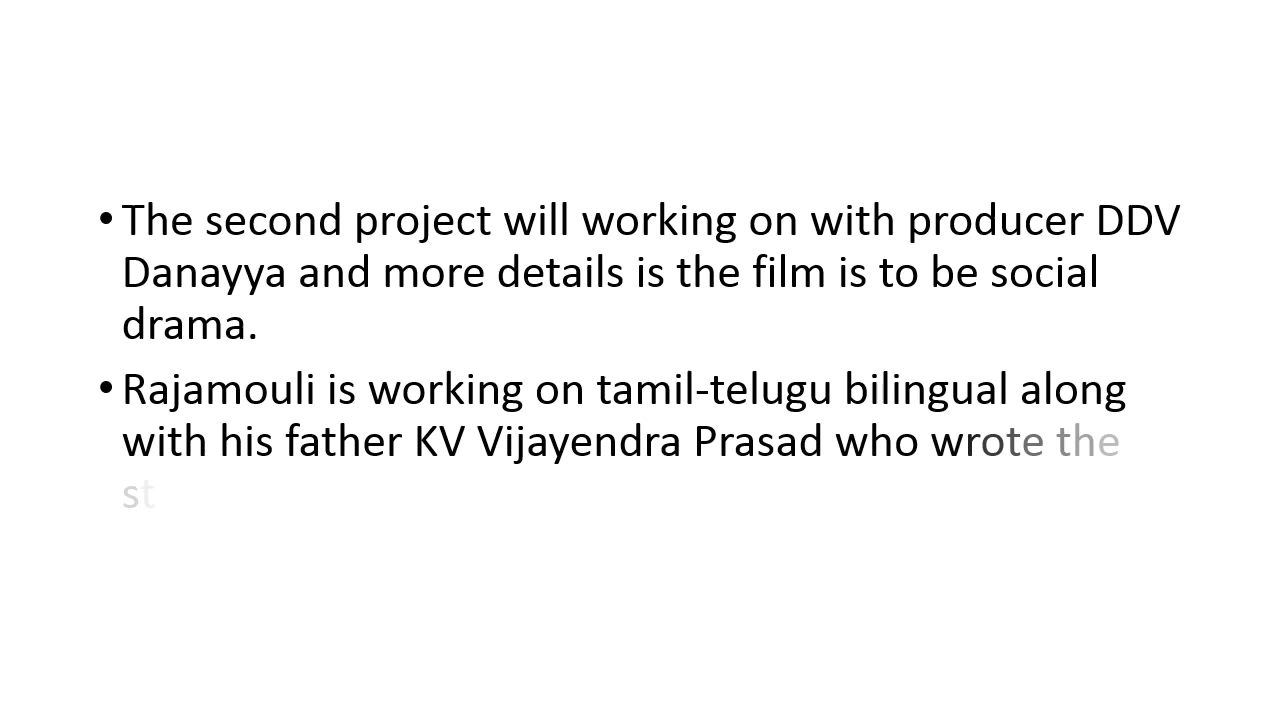 • The second project will working on with producer DDV
Danayya and more details is the film is to be social
drama.
• Rajamouli is working on tamil-telugu bilingual along
with his father KV Vijayendra Prasad who wrote the
st